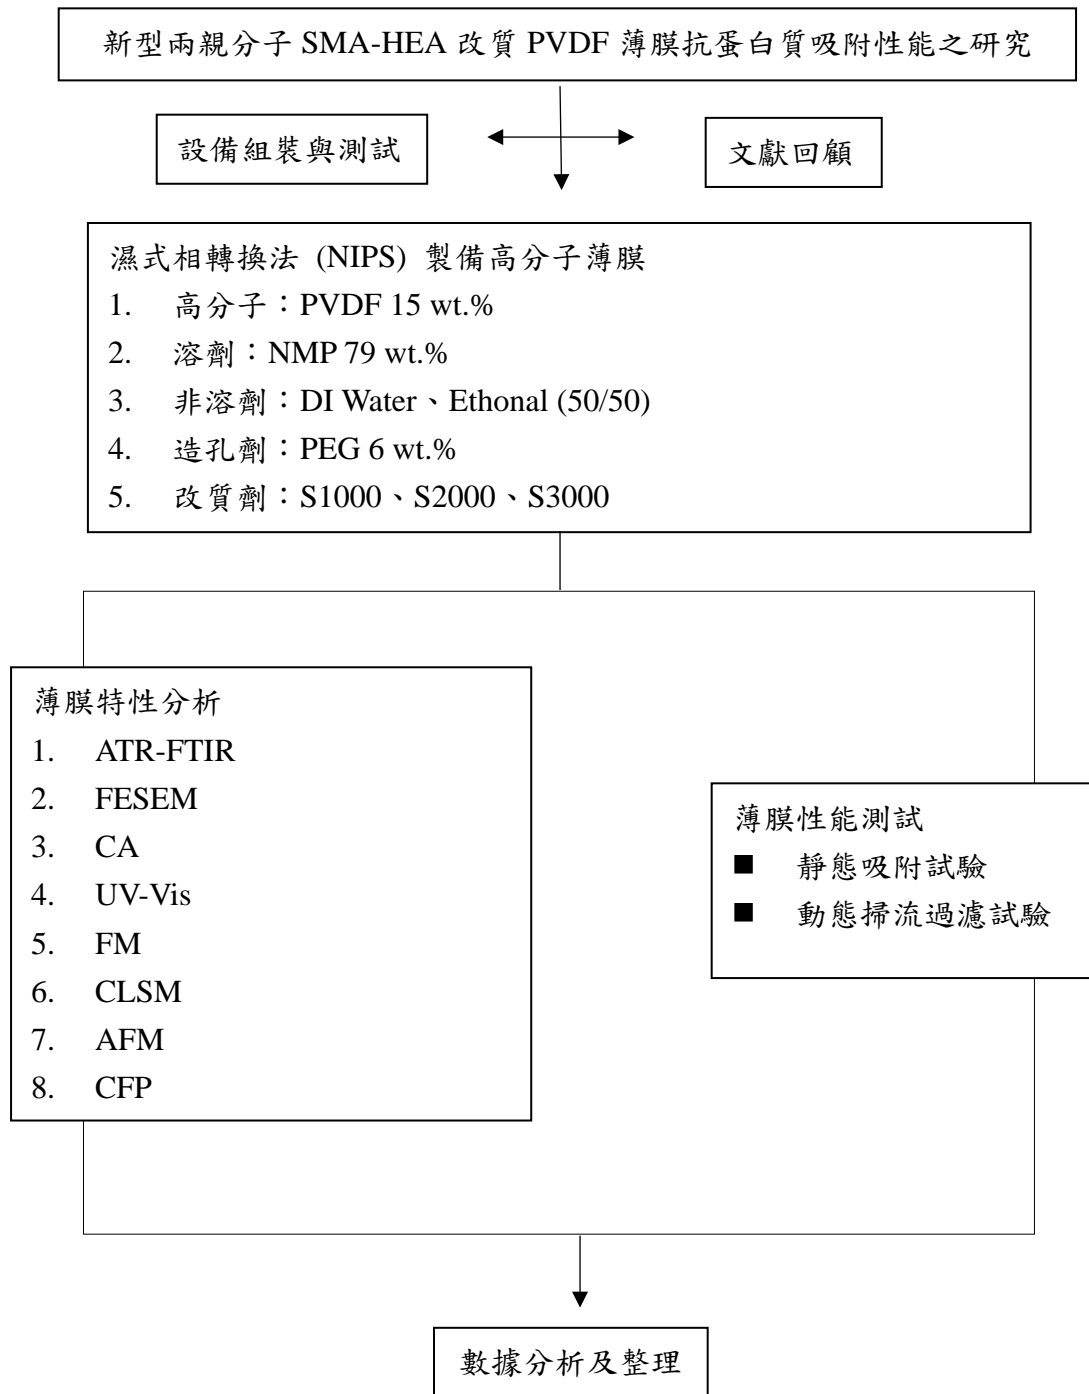 新型兩親分子 SMA-HEA 改質 PVDF 薄膜抗蛋白質吸附性能之研究
設備組裝與測試
文獻回顧
濕式相轉換法 (NIPS) 製備高分子薄膜
1. 高分子：PVDF 15 wt.%
2. 溶劑：NMP 79 wt.%
3. 非溶劑：DI Water、Ethonal (50/50)
4. 造孔劑：PEG 6 wt.%
5. 改質劑：S1000、S2000、S3000
薄膜特性分析
1. ATR-FTIR
2. FESEM
3. CA
4. UV-Vis
5. FM
6. CLSM
7. AFM
8. CFP
薄膜性能測試
■ 靜態吸附試驗
■ 動態掃流過濾試驗
數據分析及整理